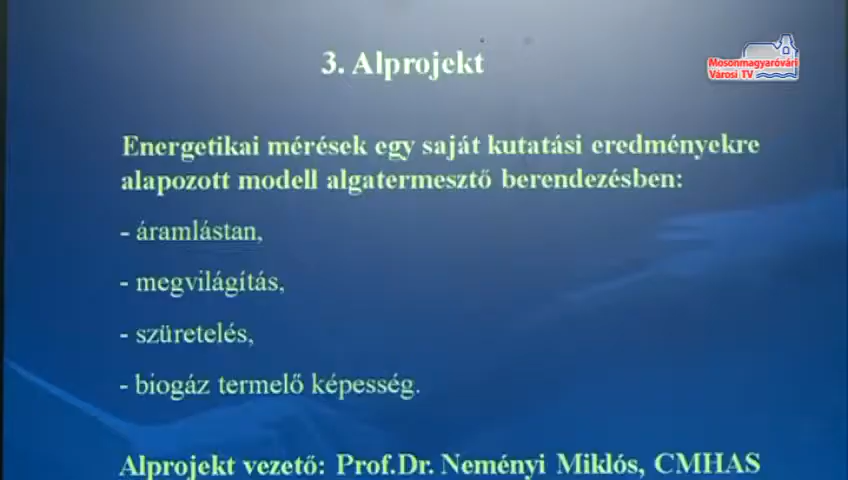 3. Alprojekt
Mosonmagyaróvári
Városi TV
Energetikai mérések egy saját kutatási eredményekre
alapozott modell algatermesztő berendezésben:
- áramlástan,
- megvilágítás,
- szüretelés,
- biogáz termelő képesség.
Alprojekt vezető: Prof.Dr. Neményi Miklós, CMHAS